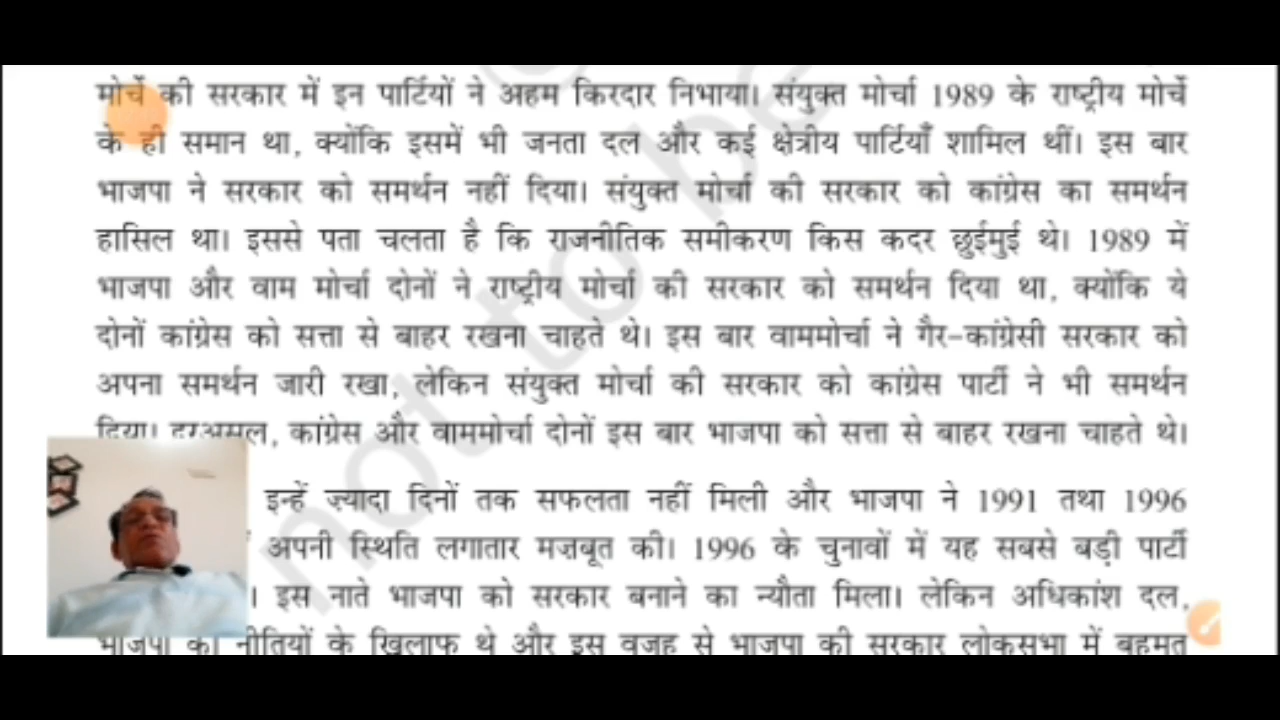 मोर्चे की सरकार में इन पार्टियों ने अहम किरदार निभाया। संयुक्त मोर्चा 1989 के राष्ट्रीय मोर्चे
के ही समान था, क्योंकि इसमें भी जनता दल और कई क्षेत्रीय पार्टियाँ शामिल थीं। इस बार
भाजपा ने सरकार को समर्थन नहीं दिया। संयुक्त मोर्चा की सरकार को कांग्रेस का समर्थन
हासिल था। इससे पता चलता है कि राजनीतिक समीकरण किस कदर छुईमुई थे। 1989 में
भाजपा और वाम मोर्चा दोनों ने राष्ट्रीय मोर्चा की सरकार को समर्थन दिया था, क्योंकि ये
दोनों कांग्रेस को सत्ता से बाहर रखना चाहते थे। इस बार वाममोर्चा ने गैर-कांग्रेसी सरकार को
अपना समर्थन जारी रखा, लेकिन संयुक्त मोर्चा की सरकार को कांग्रेस पार्टी ने भी समर्थन
दिया। दरअसल, कांग्रेस और वाममोर्चा दोनों इस बार भाजपा को सत्ता से बाहर रखना चाहते थे।
इन्हें ज़्यादा दिनों तक सफलता नहीं मिली और भाजपा ने 1991 तथा 1996
अपनी स्थिति लगातार मज़बूत की। 1996 के चुनावों में यह सबसे बड़ी पार्टी
। इस नाते भाजपा को सरकार बनाने का न्यौता मिला। लेकिन अधिकांश दल,
भाजपा की नीतियों के खिलाफ थे और इस वजह से भाजपा की सरकार लोकसभा में बहुमत
not to be